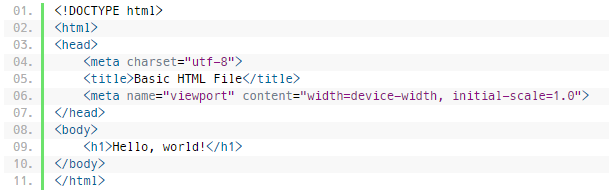 01. <!DOCTYPE html>
02. <html>
03. <head>
04.     <meta charset="utf-8">
05.     <title>Basic HTML File</title>
06.     <meta name="viewport" content="width=device-width, initial-scale=1.0">
07. </head>
08. <body>
09.     <h1>Hello, world!</h1>
10. </body>
11. </html>